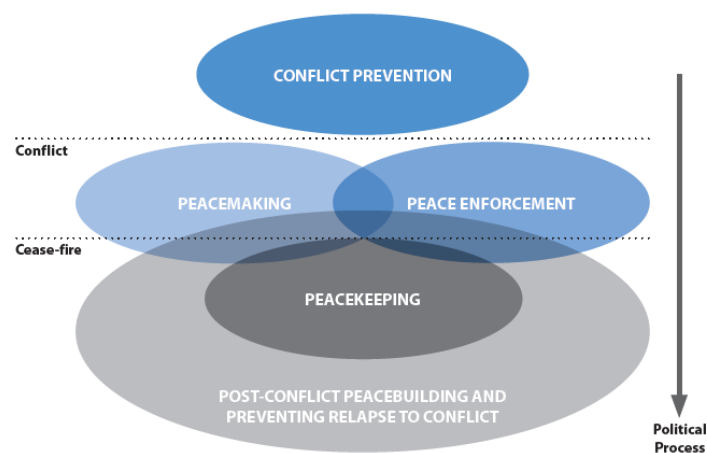 CONFLICT PREVENTION
Conflict
PEACEMAKING
PEACE ENFORCEMENT
Cease-fire
PEACEKEEPING
POST-CONFLICT PEACEBUILDING AND
PREVENTING RELAPSE TO CONFLICT
Political
Process